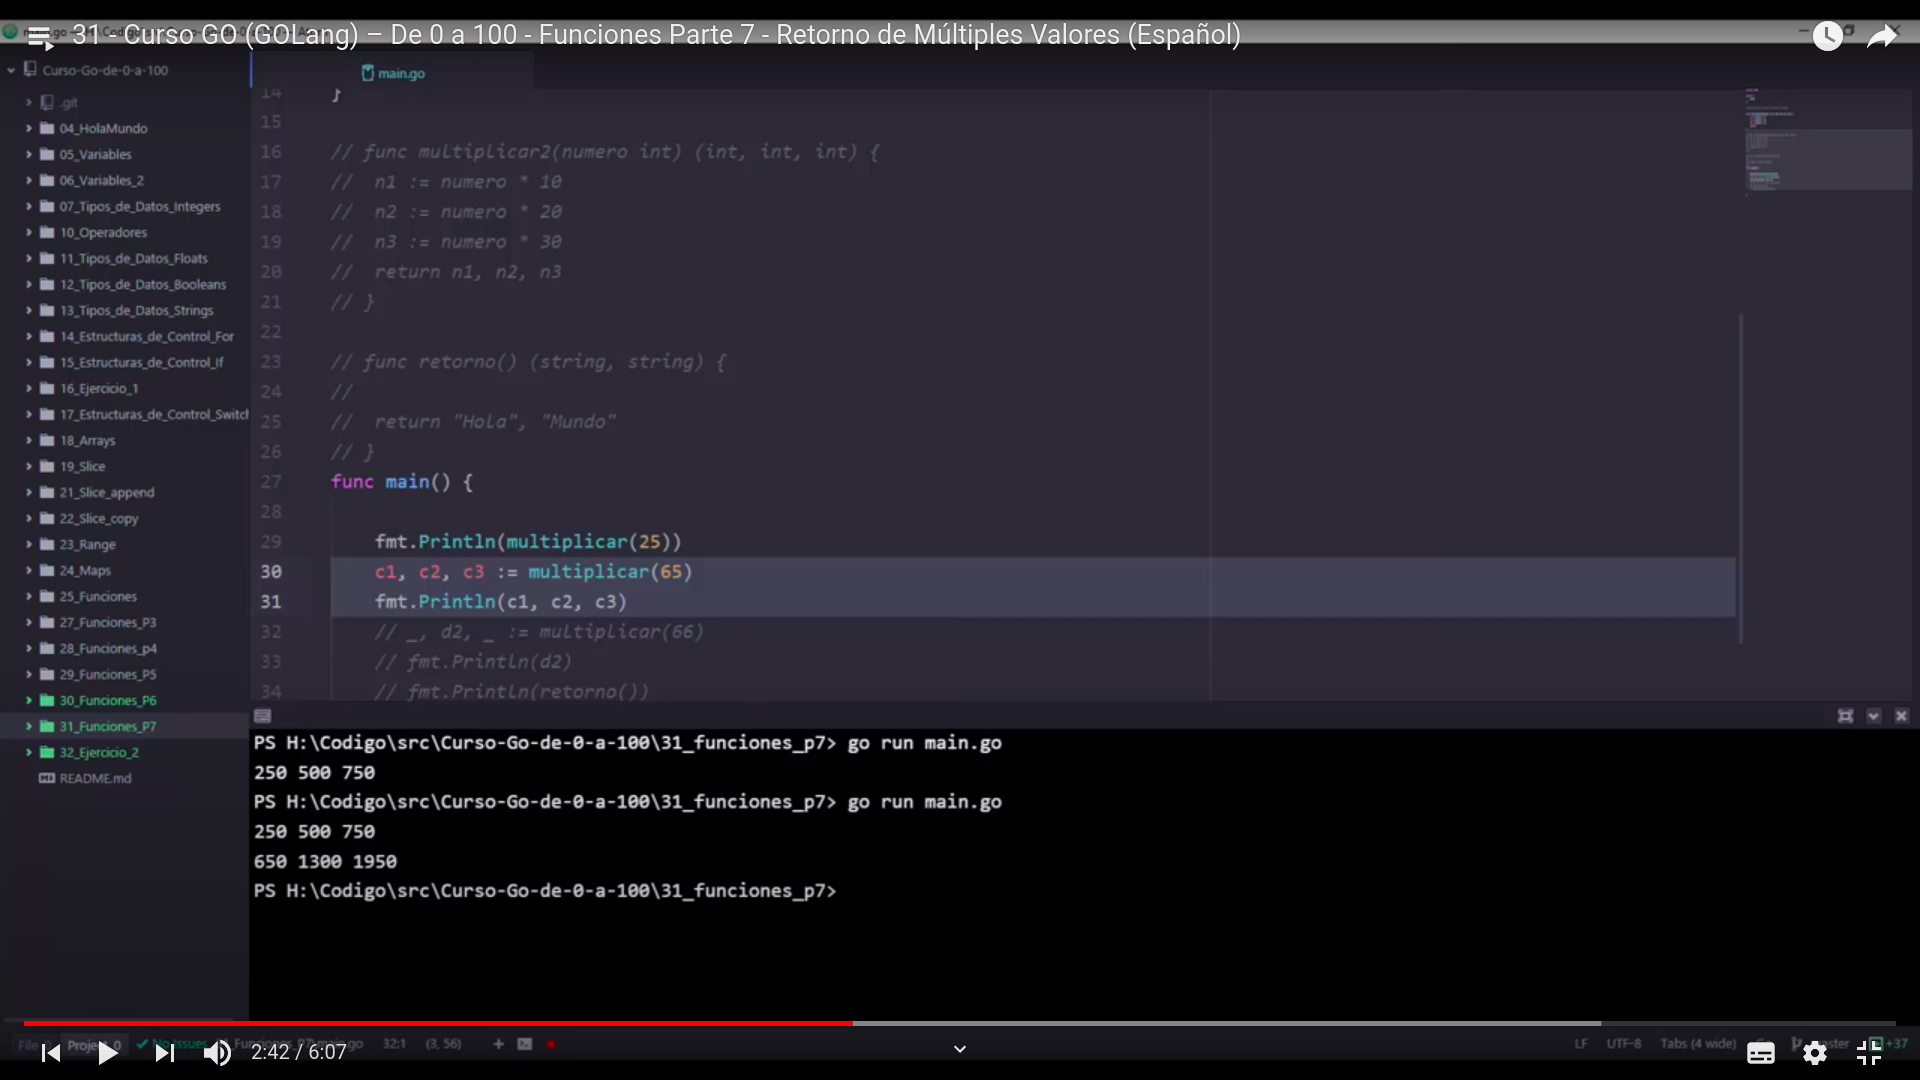 31 - Curso GO (GOLang) – De 0 a 100 - Funciones Parte 7 - Retorno de Múltiples Valores (Español)
Curso-Go-de-0-a-100
.git
04_HolaMundo
05_Variables
06_Variables_2
07_Tipos_de_Datos_Integers
10_Operadores
11_Tipos_de_Datos_Floats
12_Tipos_de_Datos_Booleans
13_Tipos_de_Datos_Strings
14_Estructuras_de_Control_For
15_Estructuras_de_Control_If
16_Ejercicio_1
17_Estructuras_de_Control_Switch
18_Arrays
19_Slice
21_Slice_append
22_Slice_copy
23_Range
24_Maps
25_Funciones
27_Funciones_P3
28_Funciones_p4
29_Funciones_P5
30_Funciones_P6
31_Funciones_P7
32_Ejercicio_2
README.md
main.go
14 }
15
16 // func multiplicar2(numero int) (int, int, int) {
17 // n1 := numero * 10
18 // n2 := numero * 20
19 // n3 := numero * 30
20 // return n1, n2, n3
21 // }
22
23 // func retorno() (string, string) {
24 //
25 // return "Hola", "Mundo"
26 // }
27 func main() {
28
29 fmt.Println(multiplicar(25))
30 c1, c2, c3 := multiplicar(65)
31 fmt.Println(c1, c2, c3)
32 // _, d2, _ := multiplicar(66)
33 // fmt.Println(d2)
34 // fmt.Println(retorno())
PS H:\Codigo\src\Curso-Go-de-0-a-100\31_funciones_p7> go run main.go
250 500 750
PS H:\Codigo\src\Curso-Go-de-0-a-100\31_funciones_p7> go run main.go
250 500 750
650 1300 1950
PS H:\Codigo\src\Curso-Go-de-0-a-100\31_funciones_p7>
File 0 Project 0 No Issues 32:1 (3, 56) + LF UTF-8 Tabs (4 wide) +37
2:42 / 6:07